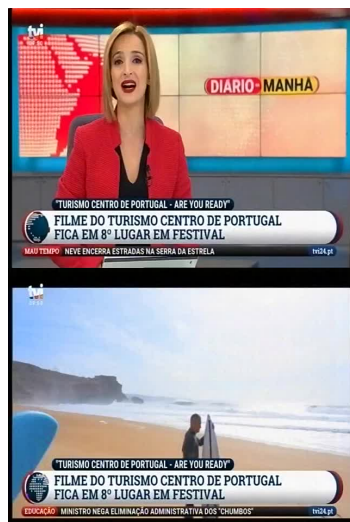 tvi
DIÁRIO DA MANHÃ
"TURISMO CENTRO DE PORTUGAL - ARE YOU READY"
FILME DO TURISMO CENTRO DE PORTUGAL
FICA EM 8º LUGAR EM FESTIVAL
MAU TEMPO NEVE ENCERRA ESTRADAS NA SERRA DA ESTRELA tvi24.pt
tvi
"TURISMO CENTRO DE PORTUGAL - ARE YOU READY"
FILME DO TURISMO CENTRO DE PORTUGAL
FICA EM 8º LUGAR EM FESTIVAL
EDUCAÇÃO MINISTRO NEGA ELIMINAÇÃO ADMINISTRATIVA DOS "CHUMBOS" tvi24.pt